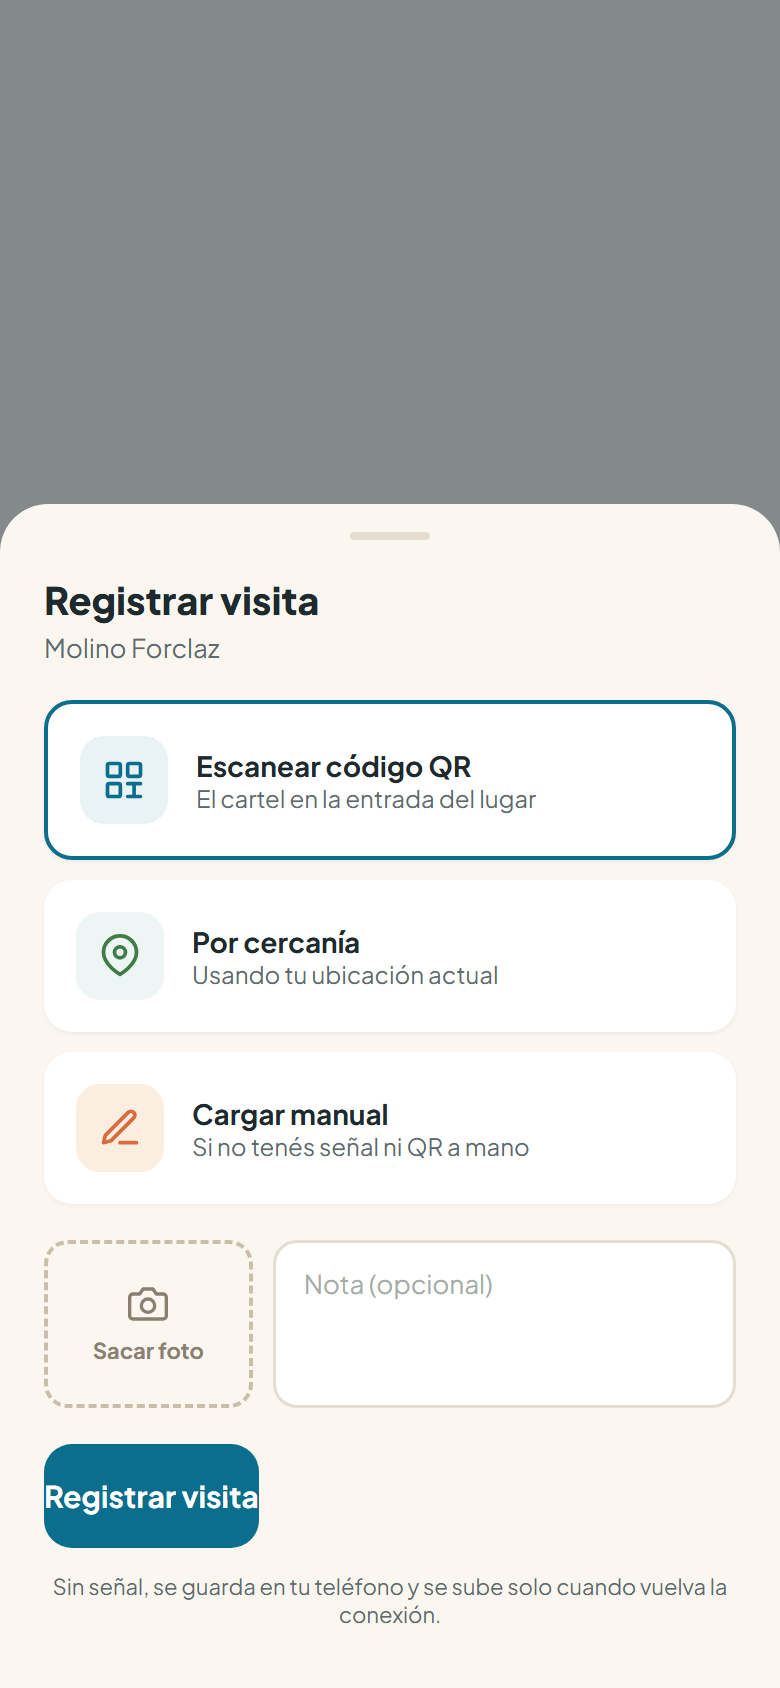 Registrar visita
Molino Forclaz
Escanear código QR
El cartel en la entrada del lugar
Por cercanía
Usando tu ubicación actual
Cargar manual
Si no tenés señal ni QR a mano
Sacar foto
Nota (opcional)
Registrar visita
Sin señal, se guarda en tu teléfono y se sube solo cuando vuelva la
conexión.